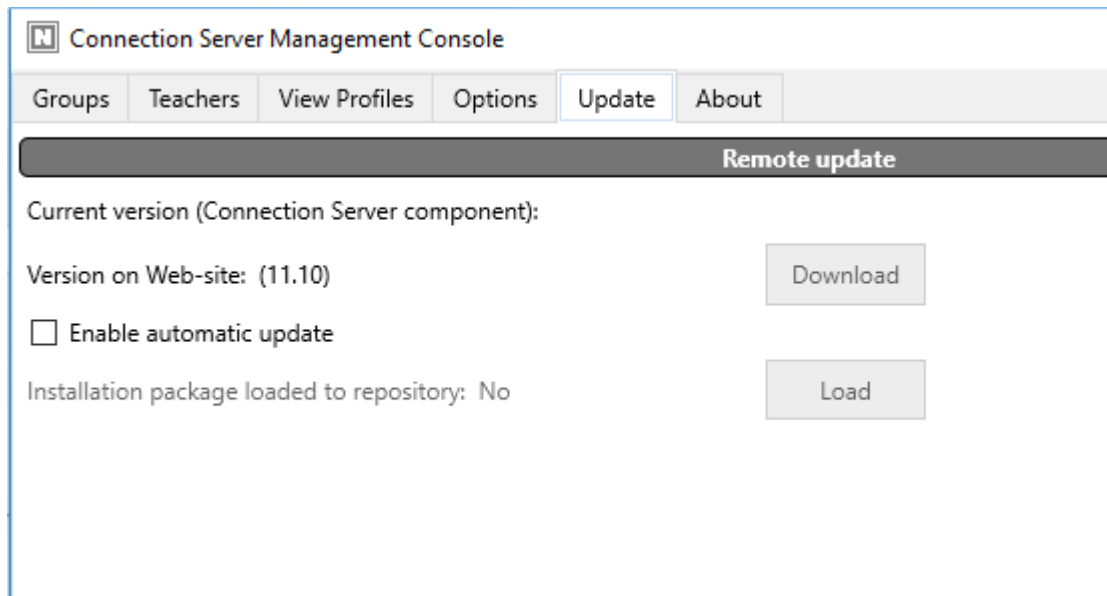 Connection Server Management Console
Groups Teachers View Profiles Options Update About
Remote update
Current version (Connection Server component):
Version on Web-site: (11.10) Download
Enable automatic update
Installation package loaded to repository: No Load